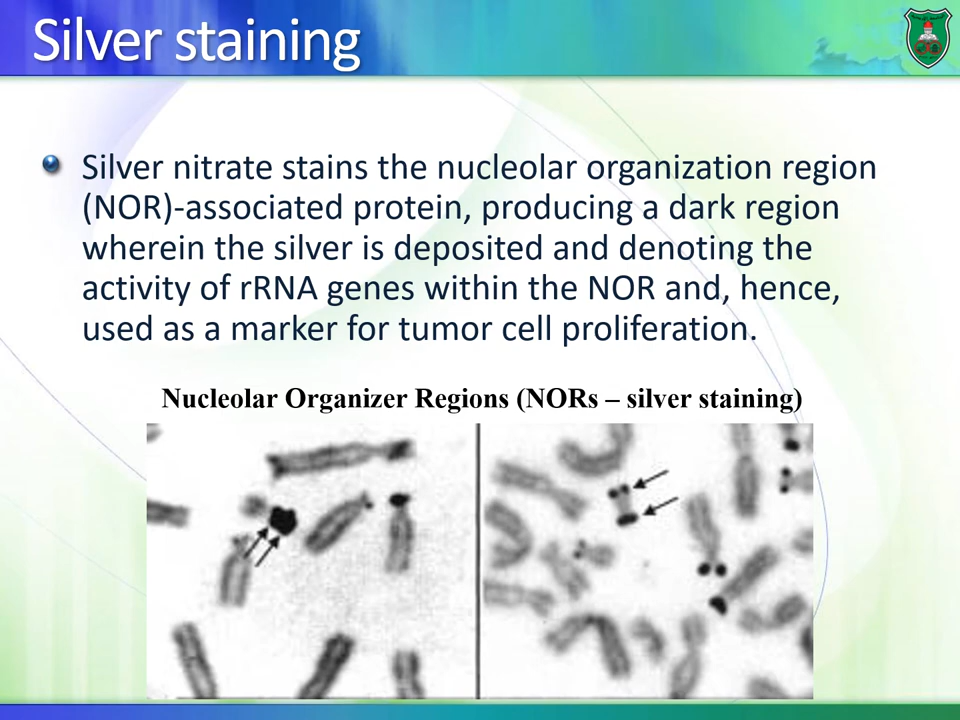 Silver staining
Silver nitrate stains the nucleolar organization region
(NOR)-associated protein, producing a dark region
wherein the silver is deposited and denoting the
activity of rRNA genes within the NOR and, hence,
used as a marker for tumor cell proliferation.
Nucleolar Organizer Regions (NORs – silver staining)